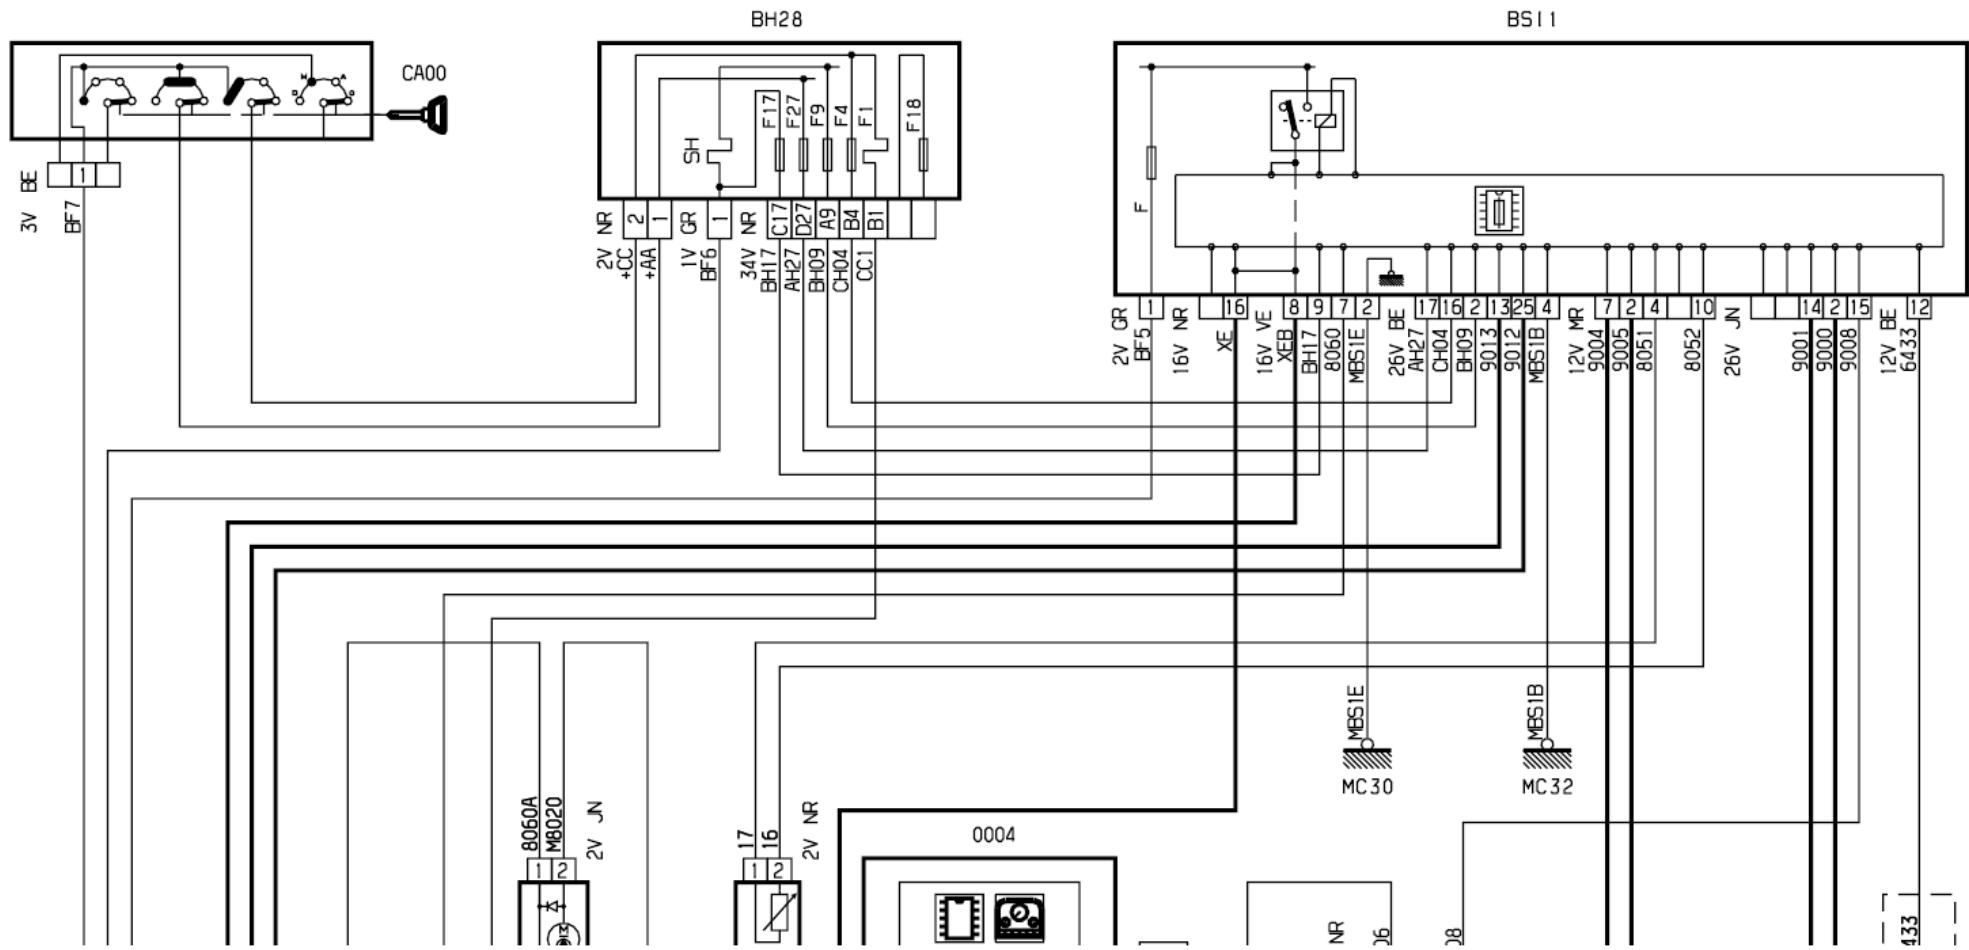 BH28
BSI1
CA00
M
A
D
G
SH
F17
F27
F9
F4
F1
F18
F
3V BE
1
BF7
2V NR
2
1
+CC
+AA
1V GR
1
BF6
34V NR
C17
D27
A9
B4
B1
BH17
AH27
BH09
CH04
CC1
2V GR
1
BF5
16V NR
16
XE
16V VE
8
9
7
2
XEB
BH17
8060
MBS1E
26V BE
17
16
2
13
25
4
AH27
CH04
BH09
9013
9012
MBS1B
12V MR
7
2
4
10
9004
9005
8051
8052
26V JN
14
2
15
9001
9000
9008
12V BE
12
6433
MBS1E
MC30
MBS1B
MC32
8060A
M8020
2V JN
1
2
17
16
2V NR
1
2
M
0004
NR